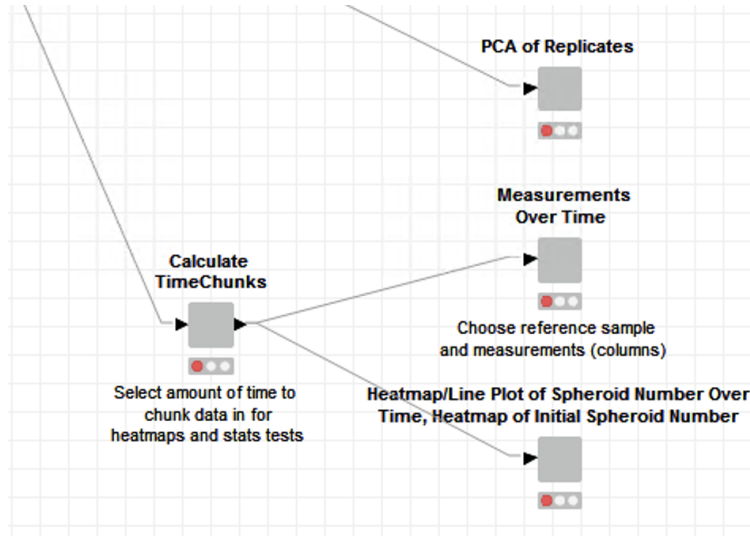 PCA of Replicates
Measurements
Over Time
Calculate
TimeChunks
Choose reference sample
and measurements (columns)
Select amount of time to
chunk data in for
heatmaps and stats tests
Heatmap/Line Plot of Spheroid Number Over
Time, Heatmap of Initial Spheroid Number